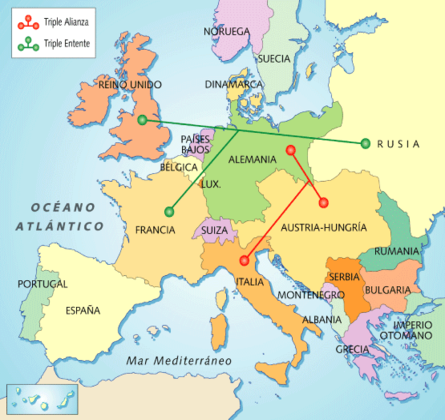 Triple Alianza
Triple Entente
NORUEGA
SUECIA
REINO UNIDO
DINAMARCA
PAÍSES
BAJOS
RUSIA
ALEMANIA
BÉLGICA
LUX.
OCÉANO
ATLÁNTICO
FRANCIA
SUIZA
AUSTRIA-HUNGRÍA
RUMANIA
ITALIA
SERBIA
PORTUGAL
ESPAÑA
MONTENEGRO
BULGARIA
ALBANIA
IMPERIO
OTOMANO
GRECIA
Mar Mediterráneo